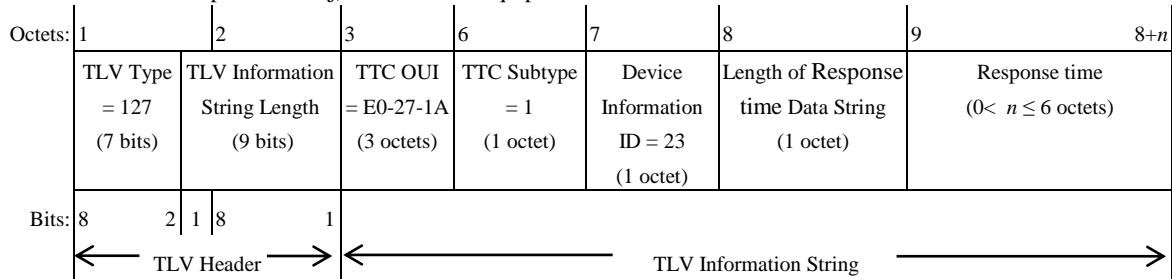 Octets: 1 2 3 6 7 8 9 8+n
TLV Type TLV Information TTC OUI TTC Subtype Device Length of Response Response time
= 127 String Length = E0-27-1A = 1 Information time Data String (0< n ≤ 6 octets)
(7 bits) (9 bits) (3 octets) (1 octet) ID = 23 (1 octet)
(1 octet)
Bits: 8 2 1 8 1
TLV Header TLV Information String